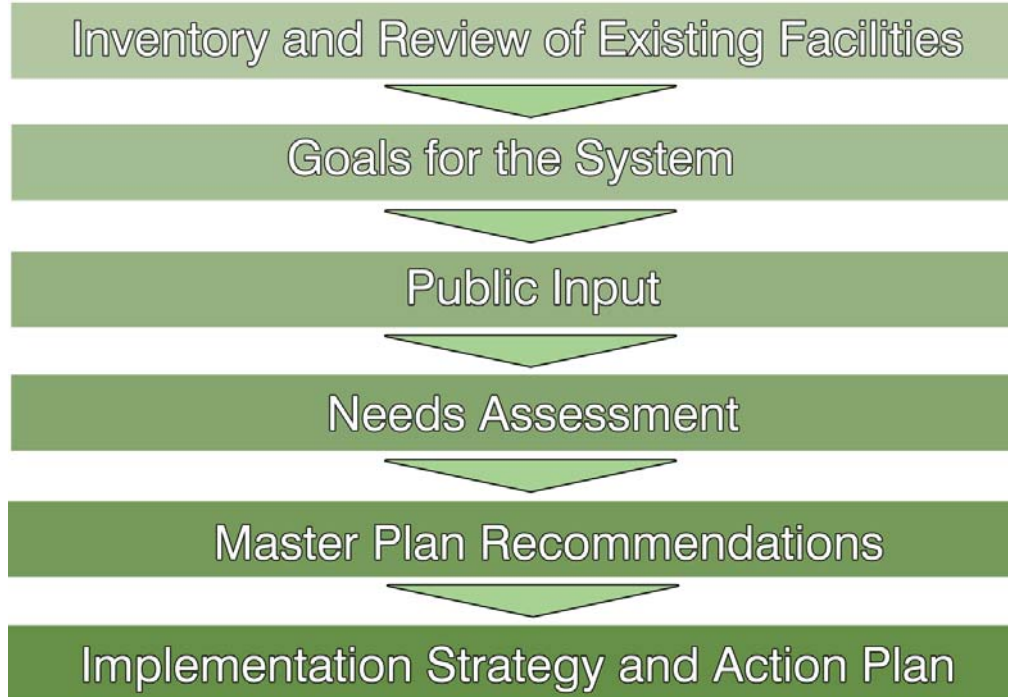 Inventory and Review of Existing Facilities
Goals for the System
Public Input
Needs Assessment
Master Plan Recommendations
Implementation Strategy and Action Plan